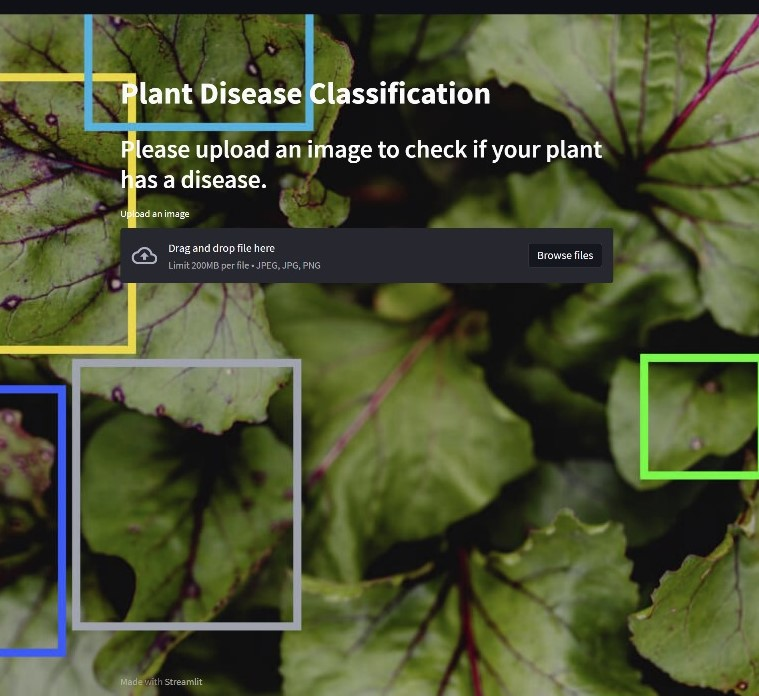 Plant Disease Classification
Please upload an image to check if your plant
has a disease.
Upload an image
Drag and drop file here
Limit 200MB per file • JPEG, JPG, PNG
Browse files
Made with Streamlit